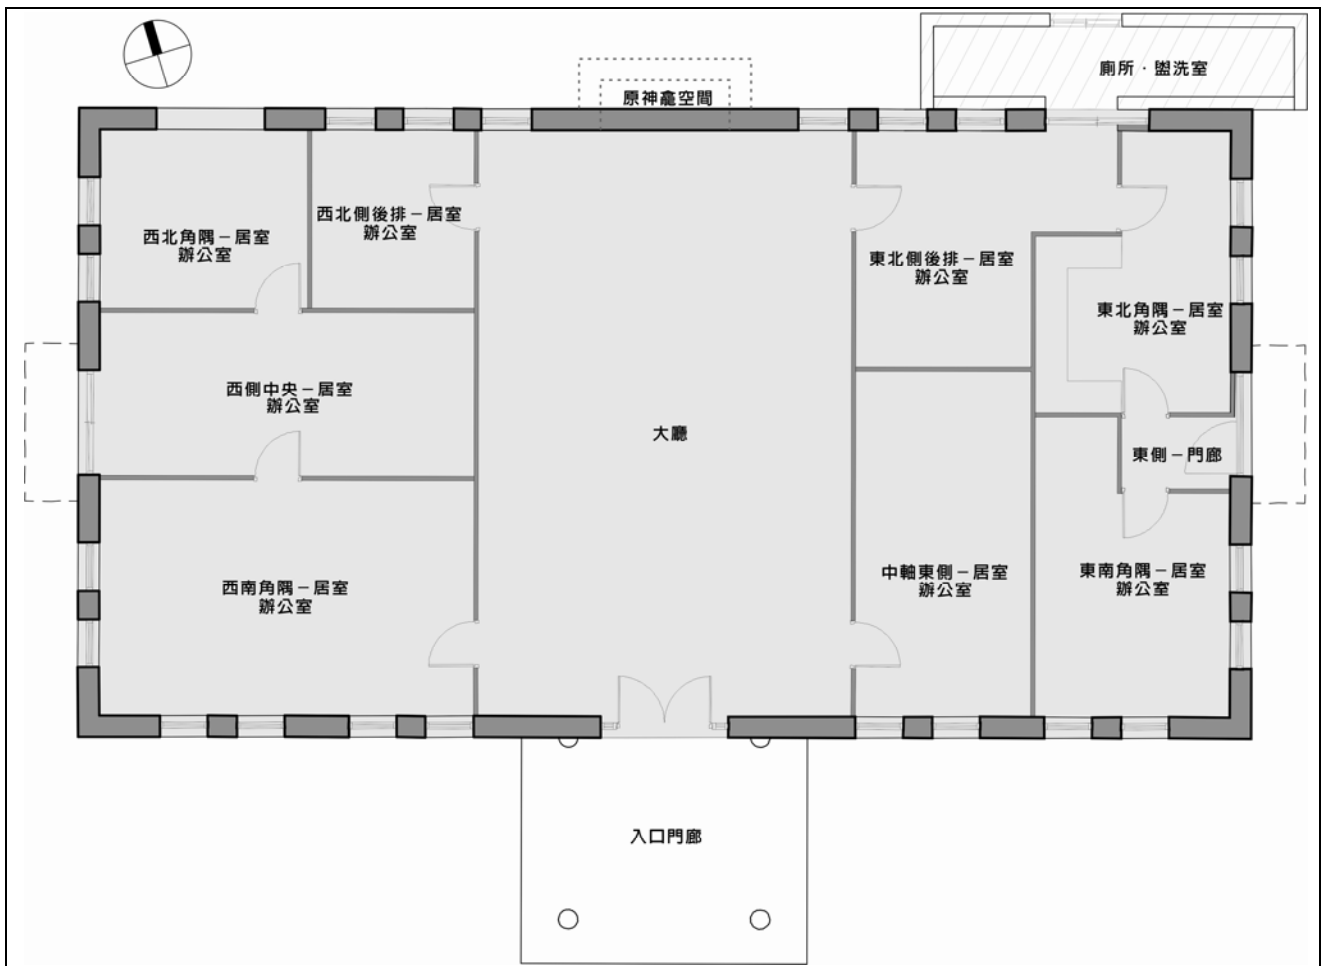 廁所・盥洗室
原神龕空間
西北側後排－居室
辦公室
西北角隅－居室
辦公室
東北側後排－居室
辦公室
東北角隅－居室
辦公室
西側中央－居室
辦公室
大廳
東側－門廊
西南角隅－居室
辦公室
中軸東側－居室
辦公室
東南角隅－居室
辦公室
入口門廊